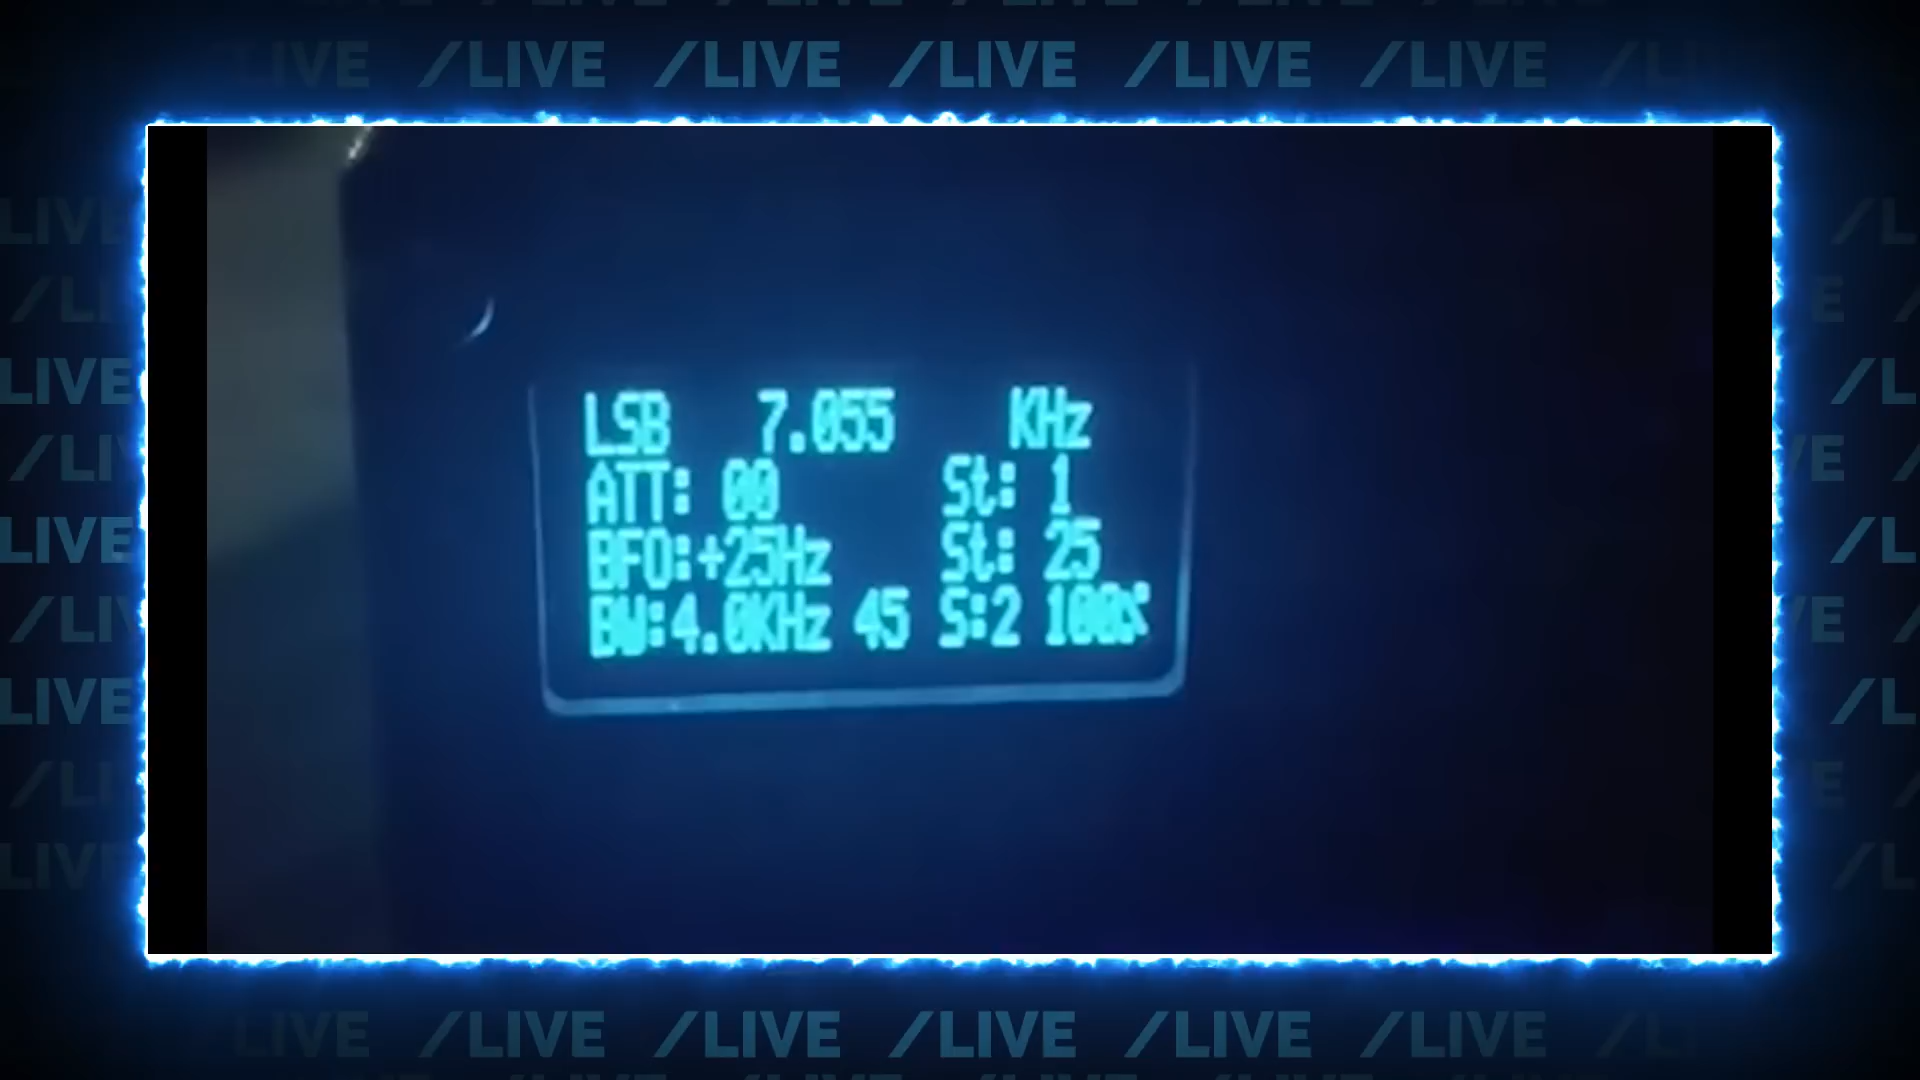 /LIVE /LIVE /LIVE /LIVE /LIVE
LSB 7.055 KHz
ATT: 00 St: 1
BFO:+25Hz St: 25
BW:4.0KHz 45 S:2 100%
/LIVE /LIVE /LIVE /LIVE /LIVE